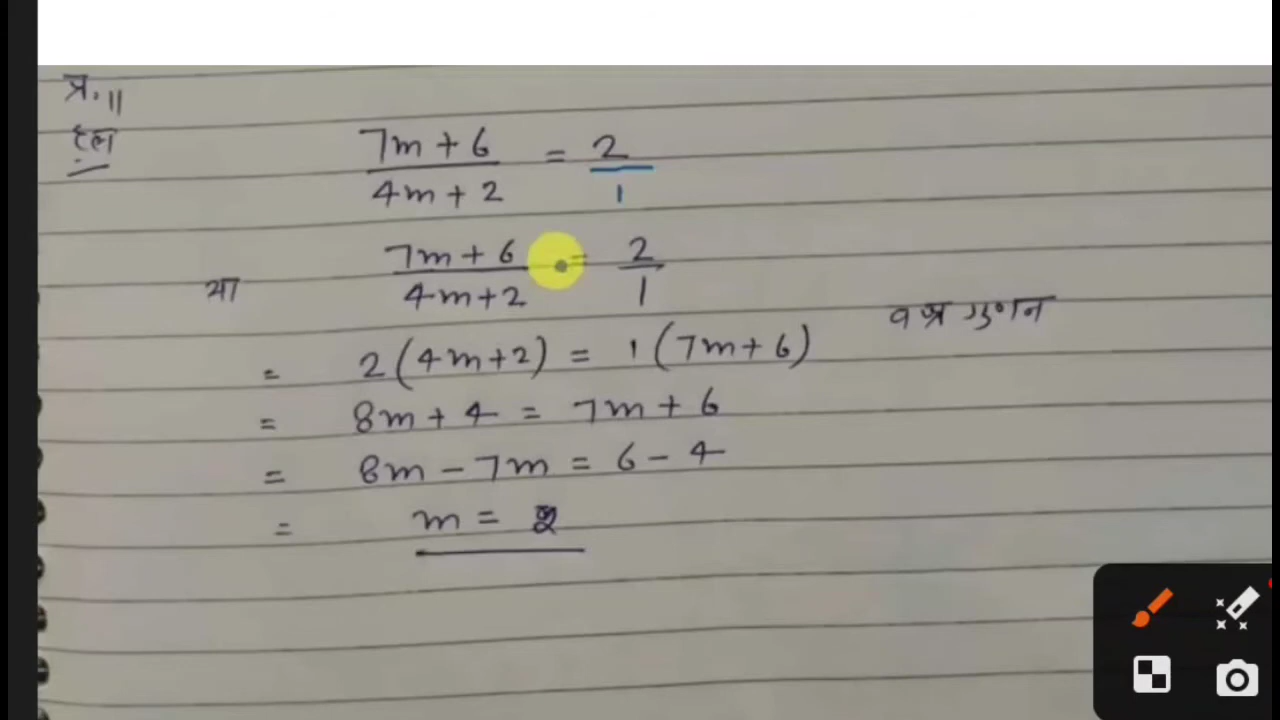 प्र. 11
हल
7m + 6 / 4m + 2 = 2 / 1
या 7m + 6 / 4m + 2 = 2 / 1
= 2(4m+2) = 1(7m+6) वज्र गुणन
= 8m + 4 = 7m + 6
= 8m - 7m = 6 - 4
= m = 2